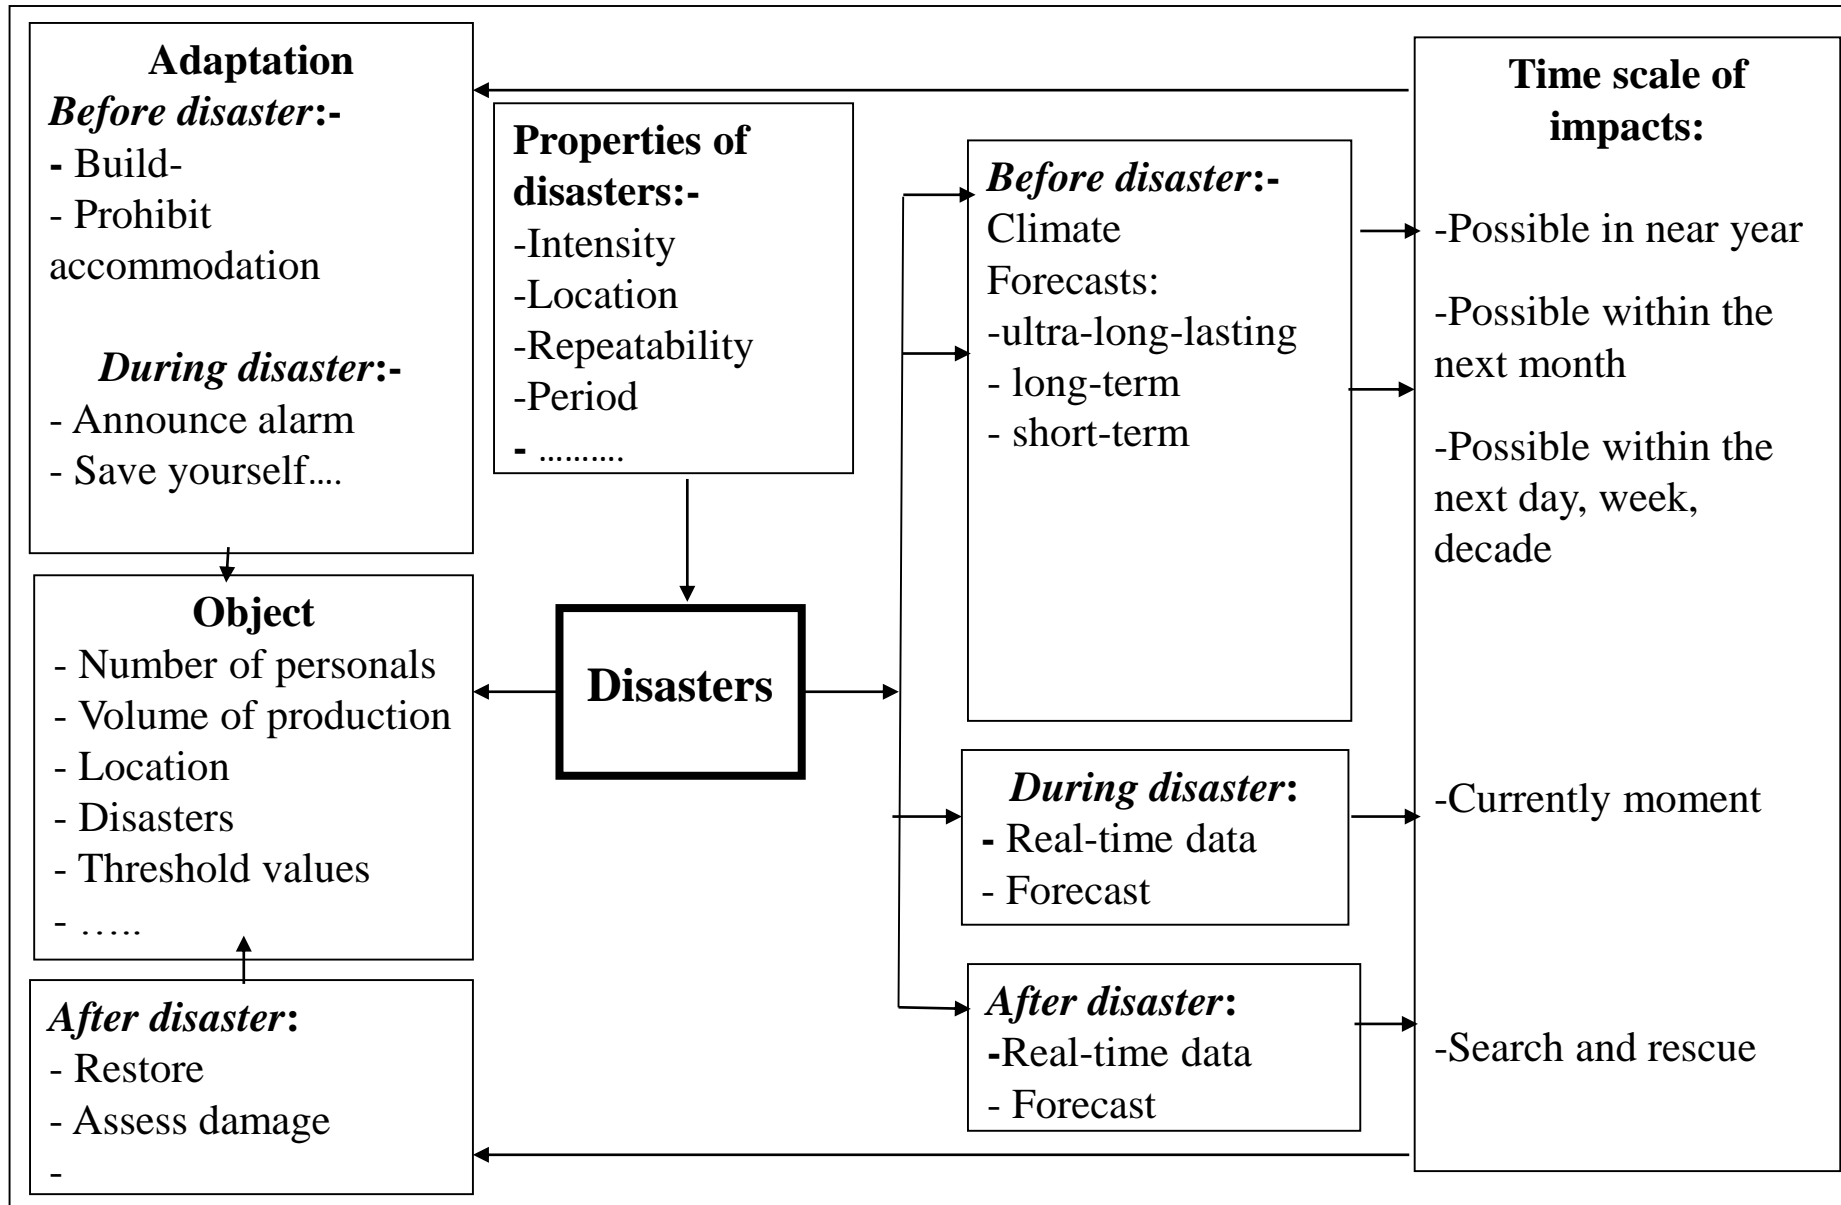 Adaptation
Before disaster:-
- Build-
- Prohibit
accommodation
During disaster:-
- Announce alarm
- Save yourself....
Properties of
disasters:-
-Intensity
-Location
-Repeatability
-Period
- ..........
Before disaster:-
Climate
Forecasts:
-ultra-long-lasting
- long-term
- short-term
Time scale of
impacts:
-Possible in near year
-Possible within the
next month
-Possible within the
next day, week,
decade
-Currently moment
-Search and rescue
Object
- Number of personals
- Volume of production
- Location
- Disasters
- Threshold values
- .....
Disasters
During disaster:
- Real-time data
- Forecast
After disaster:
- Restore
- Assess damage
-
After disaster:
-Real-time data
- Forecast